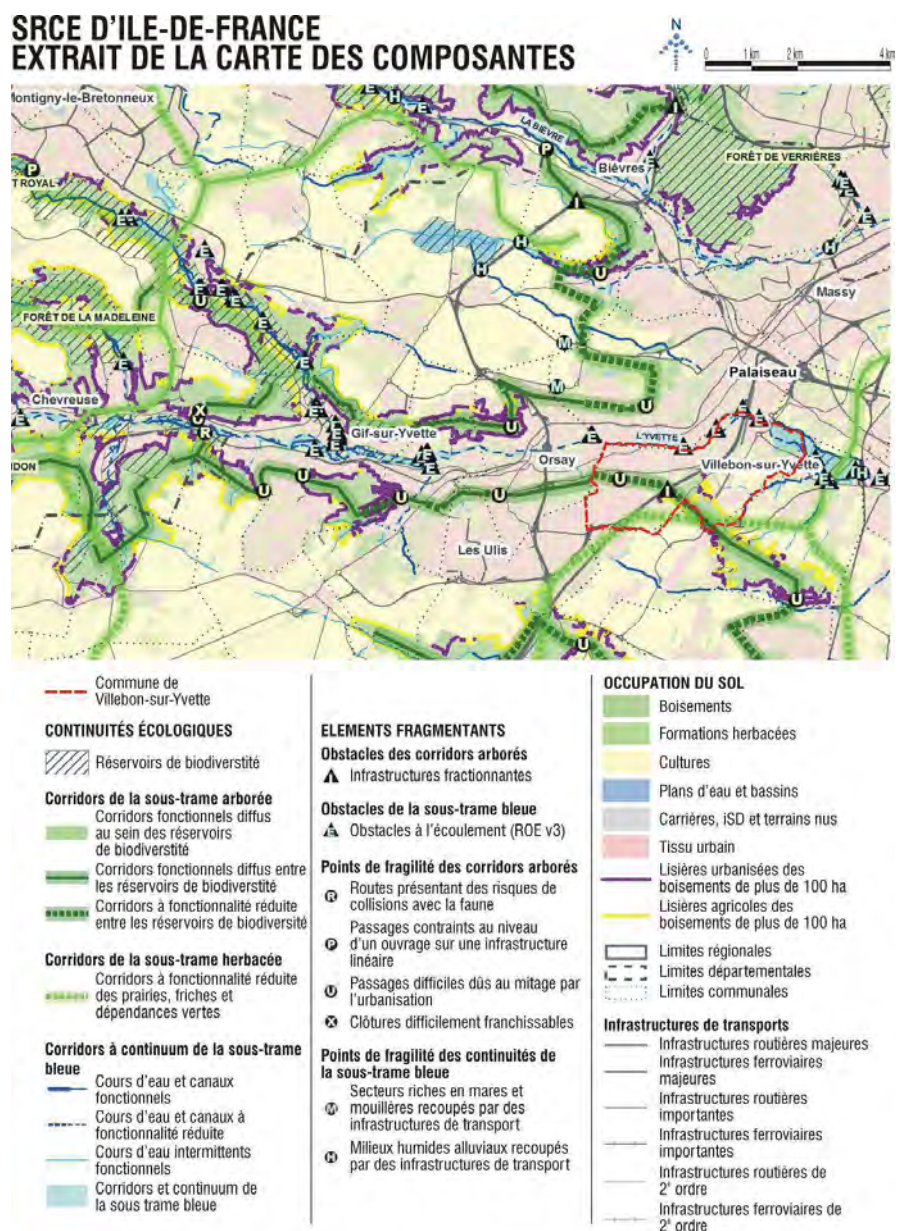 SRCE D'ILE-DE-FRANCE
EXTRAIT DE LA CARTE DES COMPOSANTES
N
0 1 km 2 km 4 km
Montigny-le-Bretonneux
LA BIÈVRE
Bièvres
FORÊT DE VERRIÈRES
T ROYAL
Massy
FORÊT DE LA MADELEINE
Palaiseau
Chevreuse
Gif-sur-Yvette
Orsay
L'YVETTE
Villebon-sur-Yvette
NDON
Les Ulis
Commune de
Villebon-sur-Yvette
CONTINUITÉS ÉCOLOGIQUES
Réservoirs de biodiverstité
Corridors de la sous-trame arborée
Corridors fonctionnels diffus
au sein des réservoirs
de biodiverstité
Corridors fonctionnels diffus entre
les réservoirs de biodiverstité
Corridors à fonctionnalité réduite
entre les réservoirs de biodiversité
Corridors de la sous-trame herbacée
Corridors à fonctionnalité réduite
des prairies, friches et
dépendances vertes
Corridors à continuum de la sous-trame
bleue
Cours d'eau et canaux
fonctionnels
Cours d'eau et canaux à
fonctionnalité réduite
Cours d'eau intermittents
fonctionnels
Corridors et continuum de
la sous trame bleue
ELEMENTS FRAGMENTANTS
Obstacles des corridors arborés
Infrastructures fractionnantes
Obstacles de la sous-trame bleue
E Obstacles à l'écoulement (ROE v3)
Points de fragilité des corridors arborés
R Routes présentant des risques de
collisions avec la faune
P Passages contraints au niveau
d'un ouvrage sur une infrastructure
linéaire
U Passages difficiles dûs au mitage par
l'urbanisation
X Clôtures difficilement franchissables
Points de fragilité des continuités de
la sous-trame bleue
M Secteurs riches en mares et
mouillères recoupés par des
infrastructures de transport
H Milieux humides alluviaux recoupés
par des infrastructures de transport
OCCUPATION DU SOL
Boisements
Formations herbacées
Cultures
Plans d'eau et bassins
Carrières, iSD et terrains nus
Tissu urbain
Lisières urbanisées des
boisements de plus de 100 ha
Lisières agricoles des
boisements de plus de 100 ha
Limites régionales
Limites départementales
Limites communales
Infrastructures de transports
Infrastructures routières majeures
Infrastructures ferroviaires
majeures
Infrastructures routières
importantes
Infrastructures ferroviaires
importantes
Infrastructures routières de
2e ordre
Infrastructures ferroviaires de
2e ordre